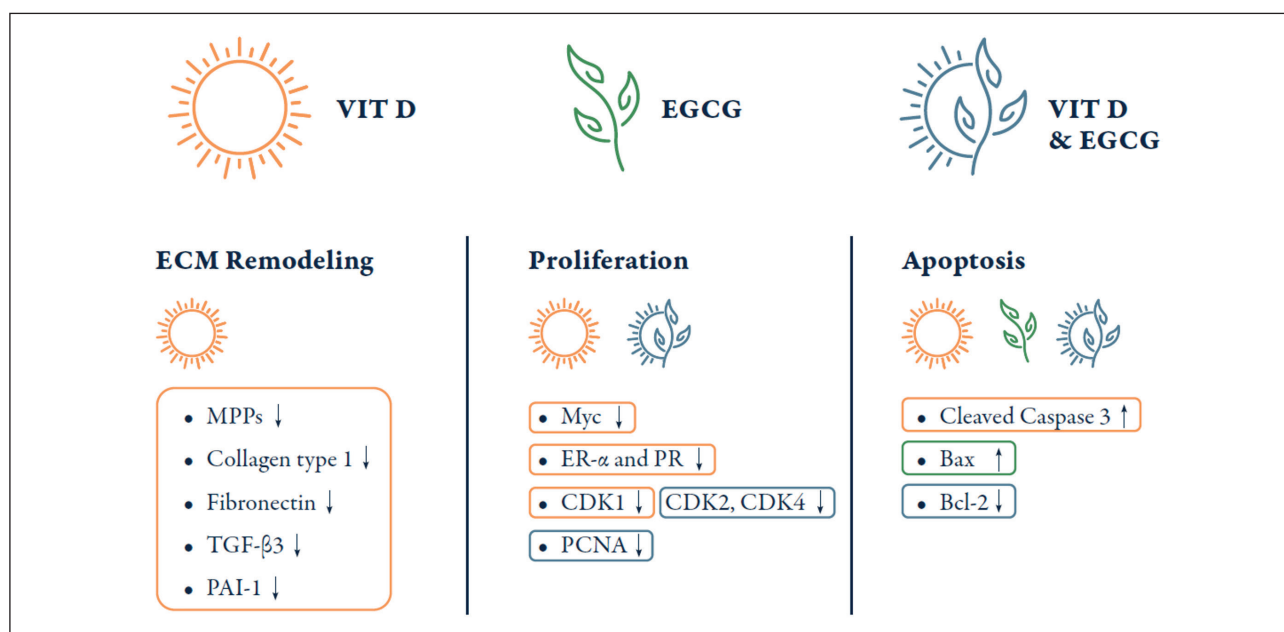 VIT D
EGCG
VIT D
& EGCG
ECM Remodeling
• MPPs ↓
• Collagen type 1 ↓
• Fibronectin ↓
• TGF-β3 ↓
• PAI-1 ↓
Proliferation
• Myc ↓
• ER-α and PR ↓
• CDK1 ↓ CDK2, CDK4 ↓
• PCNA ↓
Apoptosis
• Cleaved Caspase 3 ↑
• Bax ↑
• Bcl-2 ↓